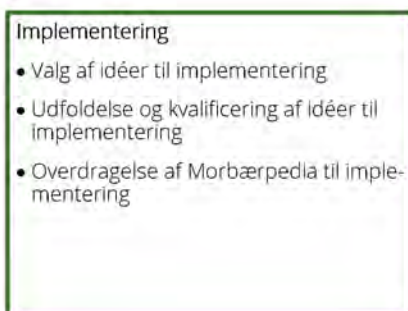 Implementering
• Valg af idéer til implementering
• Udfoldelse og kvalificering af idéer til
implementering
• Overdragelse af Morbærpedia til imple-
mentering